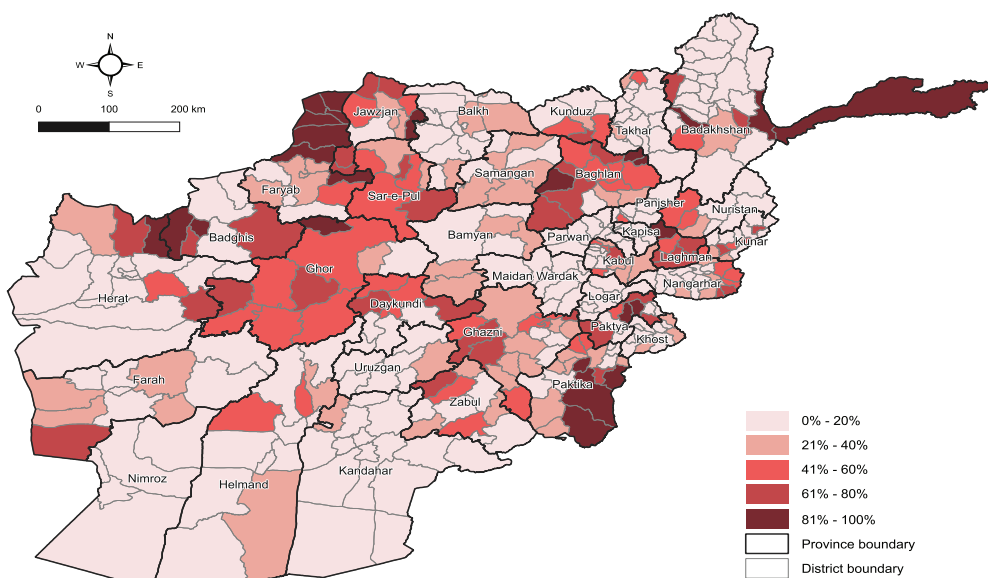 N
W E
S
0 100 200 km
Jawzjan
Balkh
Kunduz
Takhar
Badakhshan
Faryab
Sar-e-Pul
Samangan
Baghlan
Panjsher
Nuristan
Badghis
Bamyan
Parwan
Kapisa
Kunar
Herat
Ghor
Kabul
Laghman
Maidan Wardak
Nangarhar
Daykundi
Logar
Ghazni
Paktya
Khost
Farah
Uruzgan
Zabul
Paktika
Nimroz
Helmand
Kandahar
0% - 20%
21% - 40%
41% - 60%
61% - 80%
81% - 100%
Province boundary
District boundary